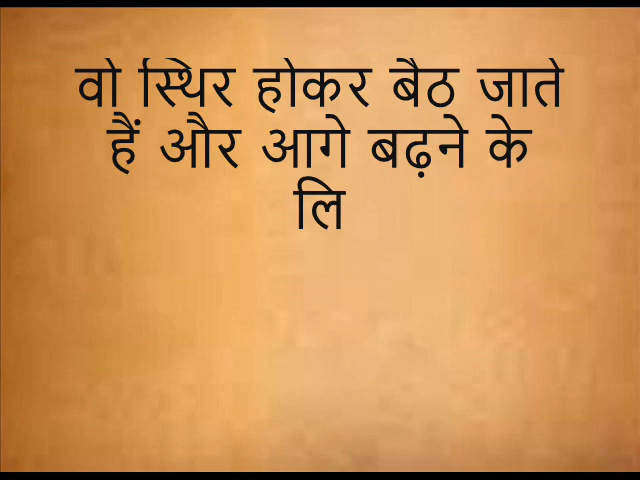 वो स्थिर होकर बैठ जाते
हैं और आगे बढ़ने के
लि